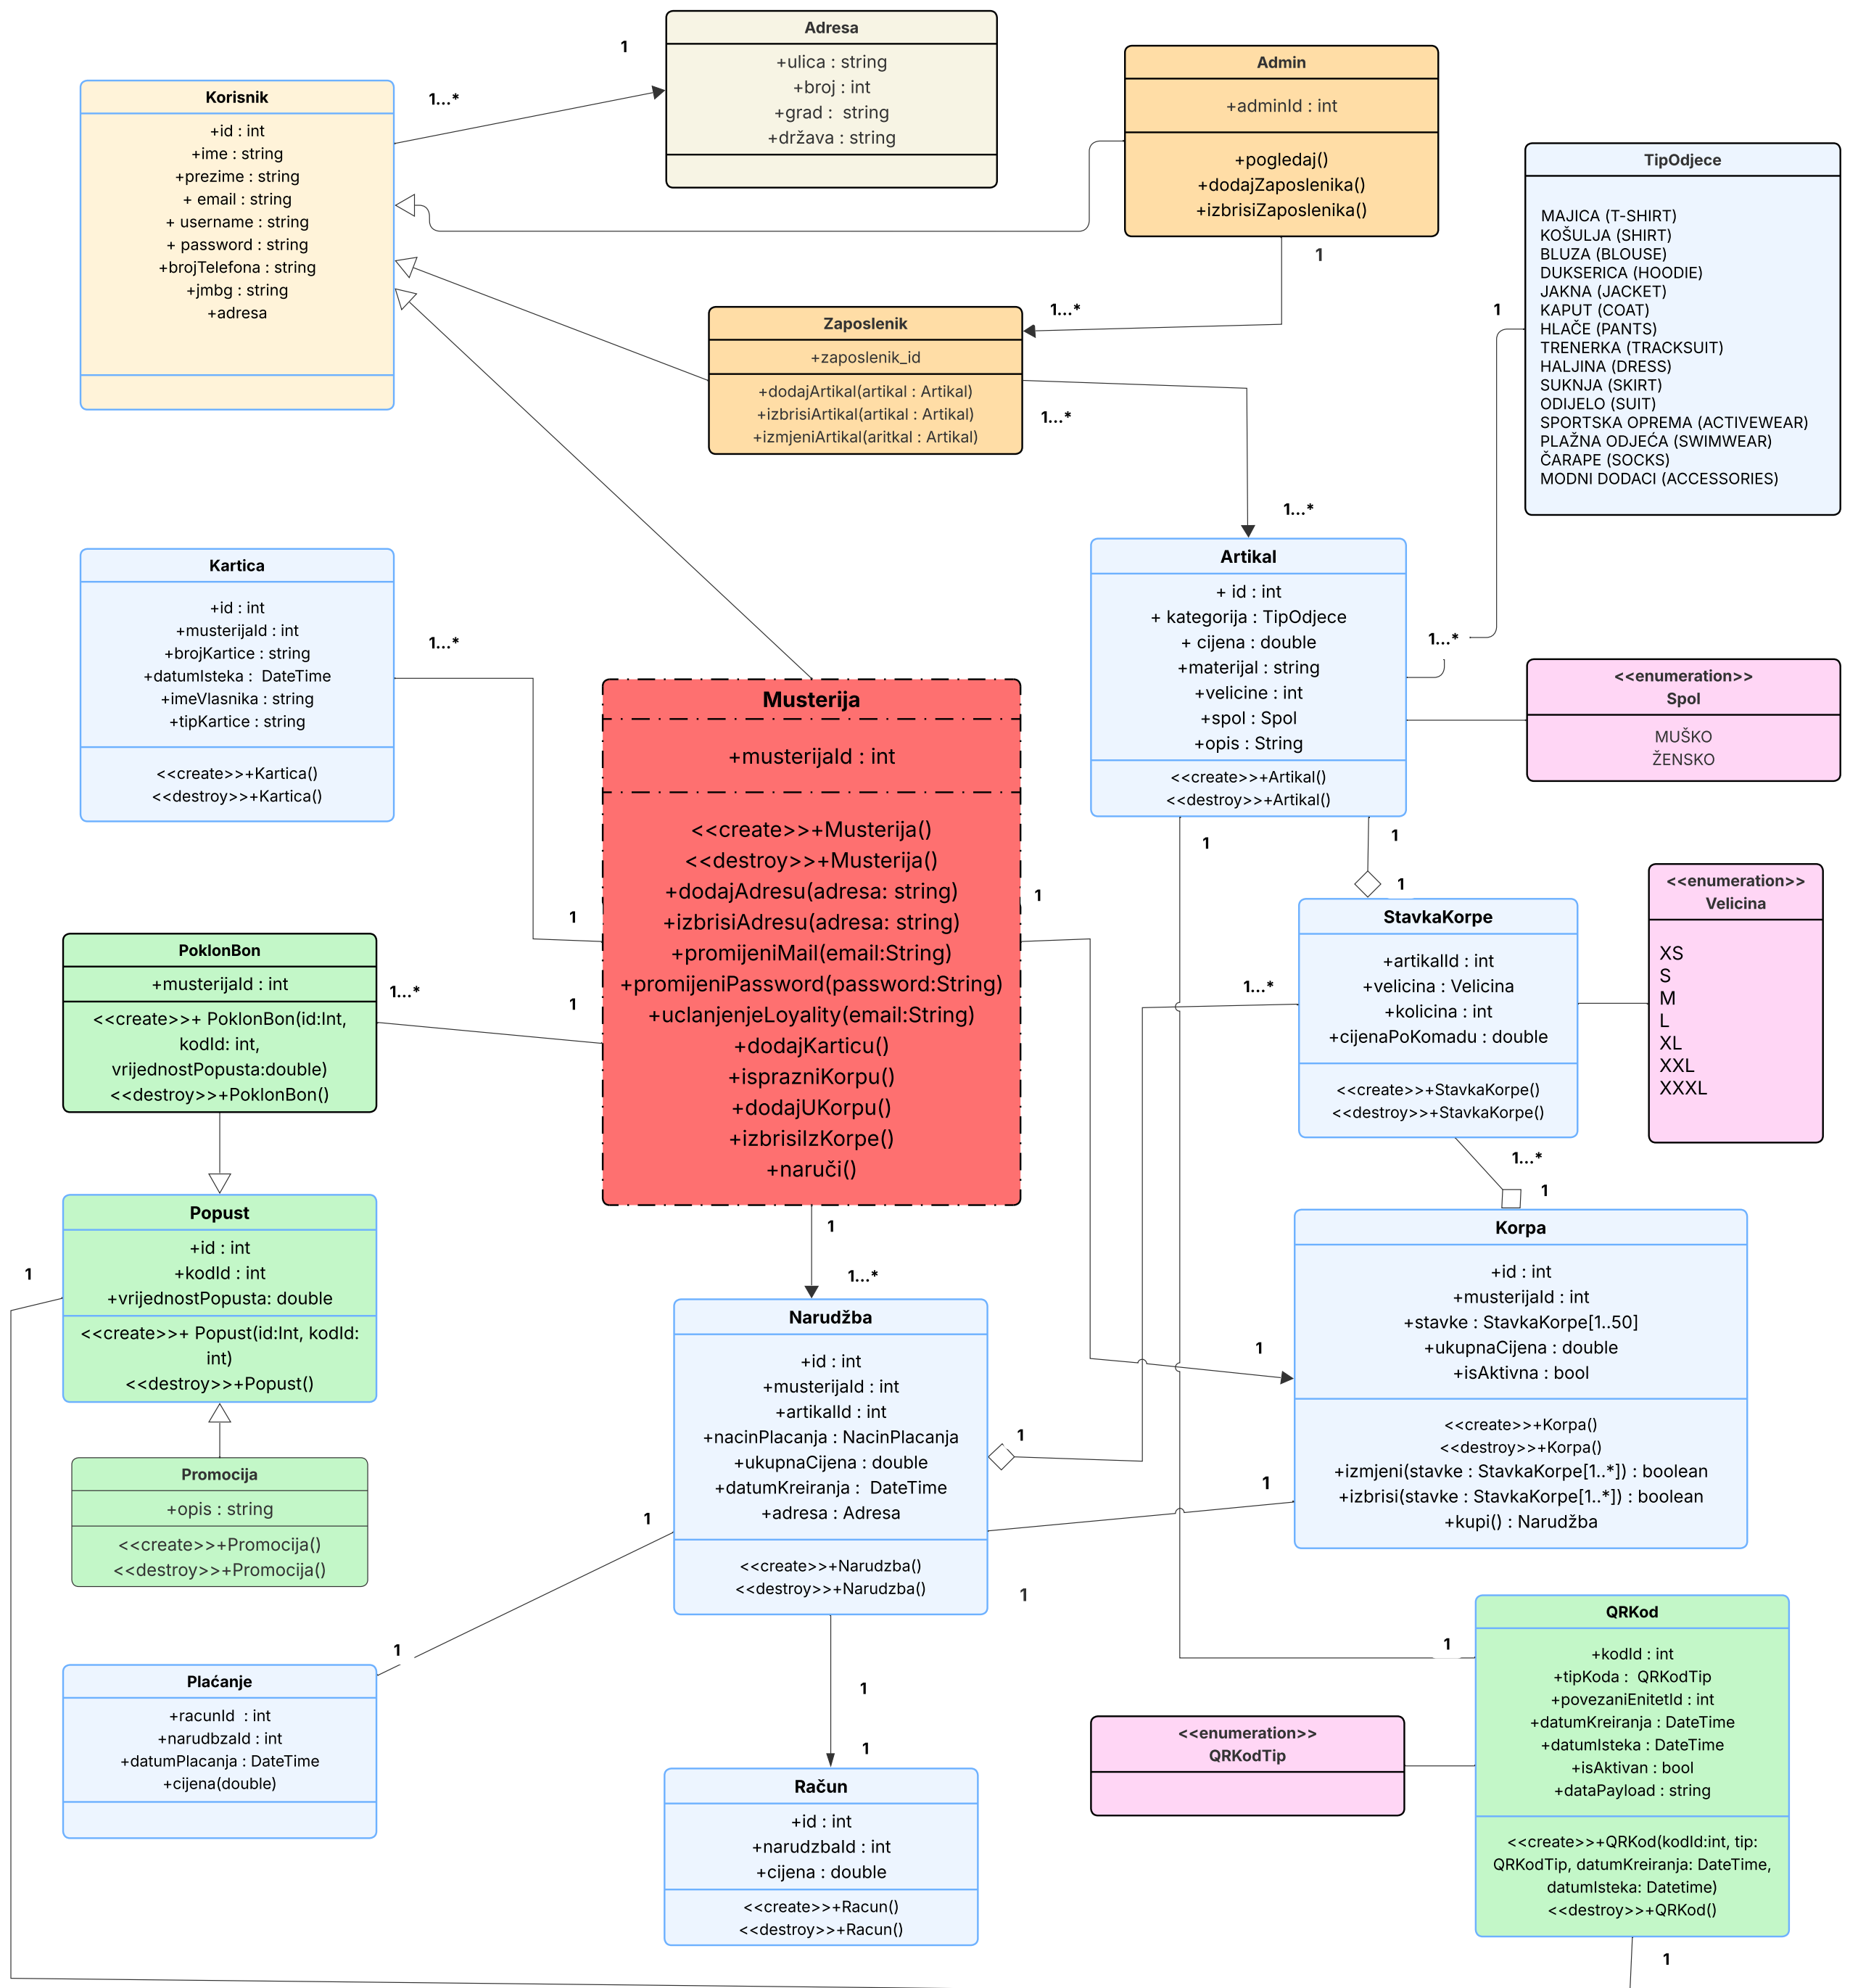 Adresa
+ulica : string
+broj : int
+grad :  string
+država : string
1
1...*
Korisnik
+id : int
+ime : string
+prezime : string
+ email : string
+ username : string
+ password : string
+brojTelefona : string
+jmbg : string
+adresa
Admin
+adminId : int
+pogledaj()
+dodajZaposlenika()
+izbrisiZaposlenika()
1
1...*
TipOdjece
MAJICA (T-SHIRT)
KOŠULJA (SHIRT)
BLUZA (BLOUSE)
DUKSERICA (HOODIE)
JAKNA (JACKET)
KAPUT (COAT)
HLAČE (PANTS)
TRENERKA (TRACKSUIT)
HALJINA (DRESS)
SUKNJA (SKIRT)
ODIJELO (SUIT)
SPORTSKA OPREMA (ACTIVEWEAR)
PLAŽNA ODJEĆA (SWIMWEAR)
ČARAPE (SOCKS)
MODNI DODACI (ACCESSORIES)
1
Zaposlenik
+zaposlenik_id
+dodajArtikal(artikal : Artikal)
+izbrisiArtikal(artikal : Artikal)
+izmjeniArtikal(aritkal : Artikal)
1...*
1...*
Artikal
+ id : int
+ kategorija : TipOdjece
+ cijena : double
+materijal : string
+velicine : int
+spol : Spol
+opis : String
<<create>>+Artikal()
<<destroy>>+Artikal()
1...*
<<enumeration>>
Spol
MUŠKO
ŽENSKO
Kartica
+id : int
+musterijaId : int
+brojKartice : string
+datumIsteka :  DateTime
+imeVlasnika : string
+tipKartice : string
<<create>>+Kartica()
<<destroy>>+Kartica()
1...*
1
Musterija
+musterijaId : int
<<create>>+Musterija()
<<destroy>>+Musterija()
+dodajAdresu(adresa: string)
+izbrisiAdresu(adresa: string)
+promijeniMail(email:String)
+promijeniPassword(password:String)
+uclanjenjeLoyality(email:String)
+dodajKarticu()
+isprazniKorpu()
+dodajUKorpu()
+izbrisiIzKorpe()
+naruči()
1
1
1
1
StavkaKorpe
+artikalId : int
+velicina : Velicina
+kolicina : int
+cijenaPoKomadu : double
<<create>>+StavkaKorpe()
<<destroy>>+StavkaKorpe()
1...*
<<enumeration>>
Velicina
XS
S
M
L
XL
XXL
XXXL
PoklonBon
+musterijaId : int
<<create>>+ PoklonBon(id:Int,
kodId: int,
vrijednostPopusta:double)
<<destroy>>+PoklonBon()
1...*
1
Popust
+id : int
+kodId : int
+vrijednostPopusta: double
<<create>>+ Popust(id:Int, kodId:
int)
<<destroy>>+Popust()
1
Promocija
+opis : string
<<create>>+Promocija()
<<destroy>>+Promocija()
1
1...*
Narudžba
+id : int
+musterijaId : int
+artikalId : int
+nacinPlacanja : NacinPlacanja
+ukupnaCijena : double
+datumKreiranja :  DateTime
+adresa : Adresa
<<create>>+Narudzba()
<<destroy>>+Narudzba()
1
1...*
1
Korpa
+id : int
+musterijaId : int
+stavke : StavkaKorpe[1..50]
+ukupnaCijena : double
+isAktivna : bool
<<create>>+Korpa()
<<destroy>>+Korpa()
+izmjeni(stavke : StavkaKorpe[1..*]) : boolean
+izbrisi(stavke : StavkaKorpe[1..*]) : boolean
+kupi() : Narudžba
1
1
1
1
1
Plaćanje
+racunId  : int
+narudbzaId : int
+datumPlacanja : DateTime
+cijena(double)
1
1
Račun
+id : int
+narudzbaId : int
+cijena : double
<<create>>+Racun()
<<destroy>>+Racun()
<<enumeration>>
QRKodTip
1
QRKod
+kodId : int
+tipKoda :  QRKodTip
+povezaniEnitetId : int
+datumKreiranja : DateTime
+datumIsteka : DateTime
+isAktivan : bool
+dataPayload : string
<<create>>+QRKod(kodId:int, tip:
QRKodTip, datumKreiranja: DateTime,
datumIsteka: Datetime)
<<destroy>>+QRKod()
1